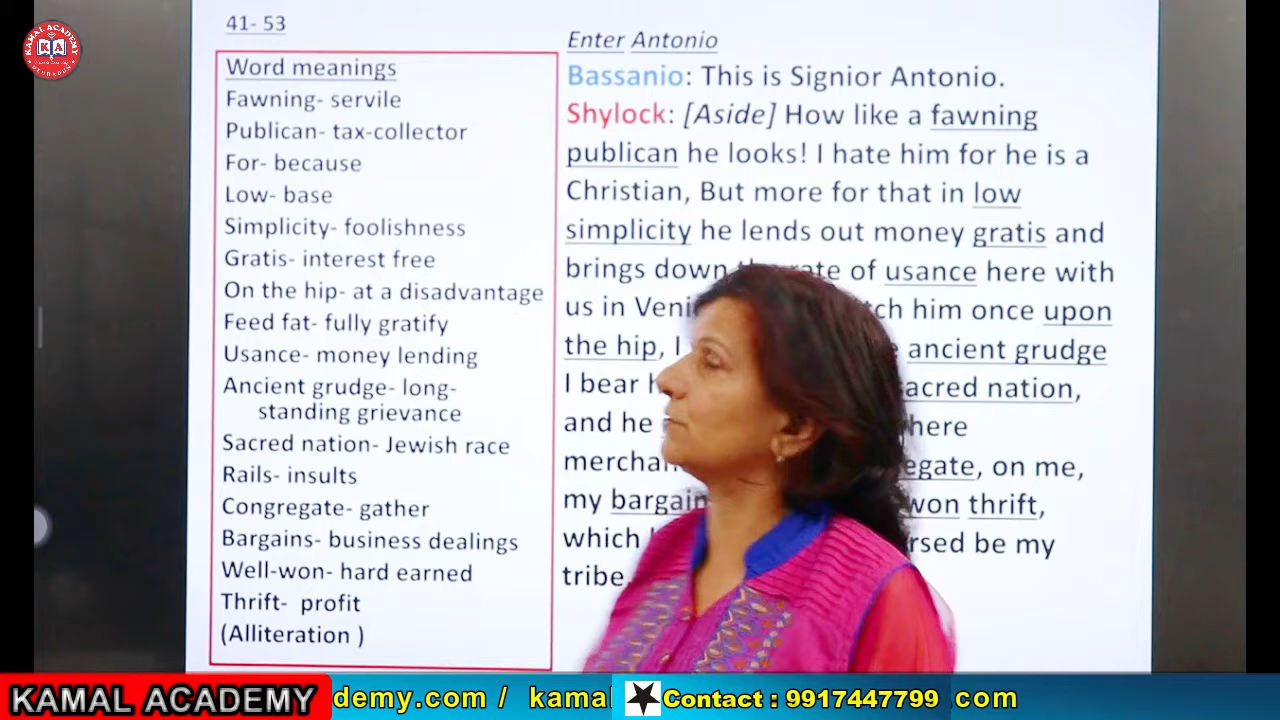 KAMAL ACADEMY
KA
DEHRADUN
41- 53
Word meanings
Fawning- servile
Publican- tax-collector
For- because
Low- base
Simplicity- foolishness
Gratis- interest free
On the hip- at a disadvantage
Feed fat- fully gratify
Usance- money lending
Ancient grudge- long-
standing grievance
Sacred nation- Jewish race
Rails- insults
Congregate- gather
Bargains- business dealings
Well-won- hard earned
Thrift- profit
(Alliteration )
Enter Antonio
Bassanio: This is Signior Antonio.
Shylock: [Aside] How like a fawning
publican he looks! I hate him for he is a
Christian, But more for that in low
simplicity he lends out money gratis and
brings down rate of usance here with
us in him once upon
the hip, I ancient grudge
I bear sacred nation,
and he here
on me,
my won thrift,
which be my
tribe
KAMAL ACADEMY
demy.com / kamal
Contact : 9917447799
com